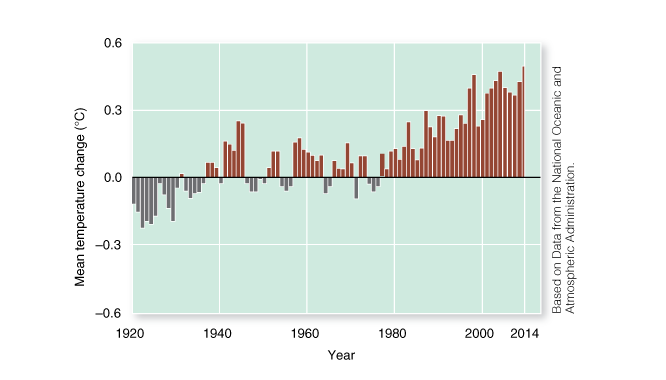 0.6
0.3
0.0
–0.3
–0.6
Mean temperature change (°C)
1920
1940
1960
1980
2000
2014
Year
Based on Data from the National Oceanic and
Atmospheric Administration.